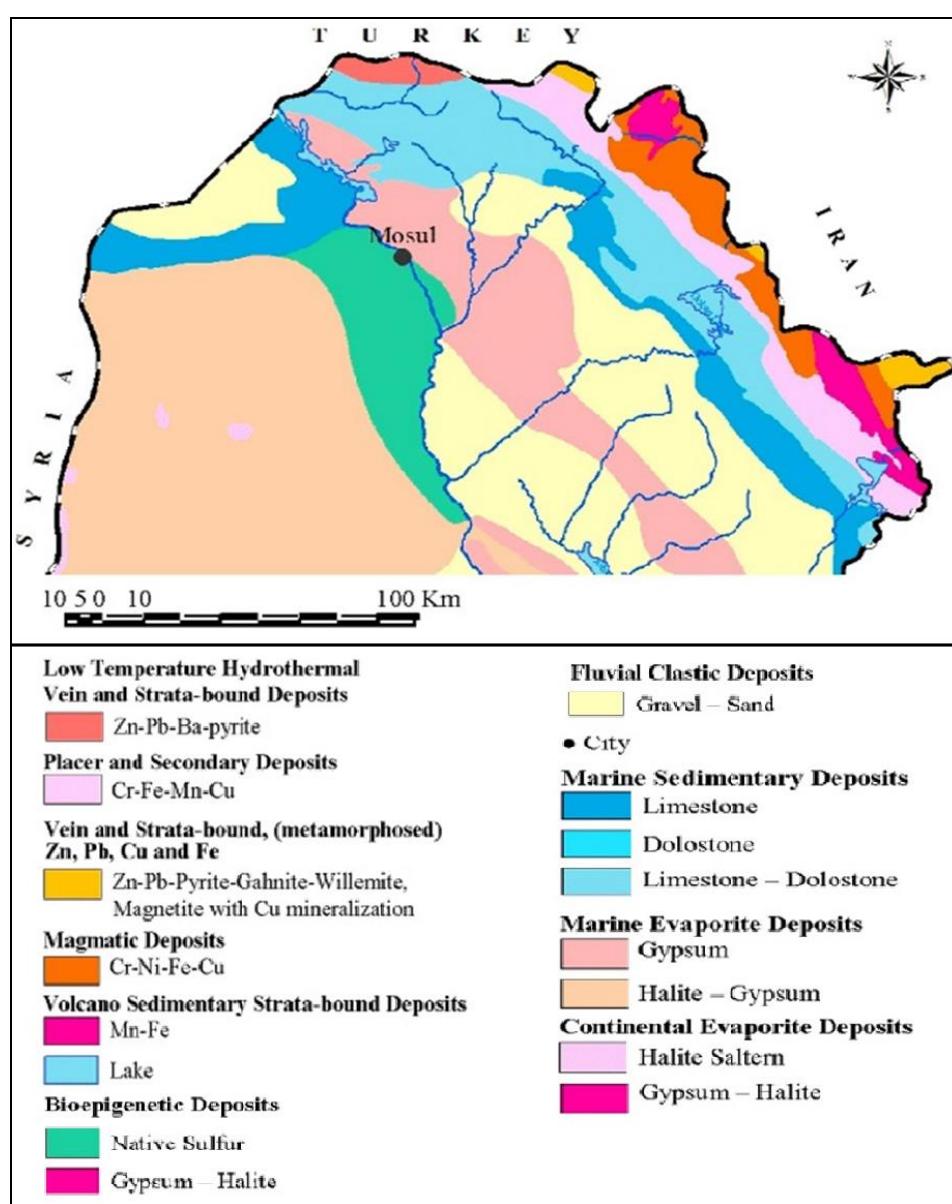 T U R K E Y
I R A N
Mosul
S Y R I A
10 5 0 10 100 Km
Low Temperature Hydrothermal
Vein and Strata-bound Deposits
Zn-Pb-Ba-pyrite
Placer and Secondary Deposits
Cr-Fe-Mn-Cu
Vein and Strata-bound, (metamorphosed)
Zn, Pb, Cu and Fe
Zn-Pb-Pyrite-Gahnite-Willemite,
Magnetite with Cu mineralization
Magmatic Deposits
Cr-Ni-Fe-Cu
Volcano Sedimentary Strata-bound Deposits
Mn-Fe
Lake
Bio-epigenetic Deposits
Native Sulfur
Gypsum – Halite
Fluvial Clastic Deposits
Gravel – Sand
City
Marine Sedimentary Deposits
Limestone
Dolostone
Limestone – Dolostone
Marine Evaporite Deposits
Gypsum
Halite – Gypsum
Continental Evaporite Deposits
Halite Saltern
Gypsum – Halite